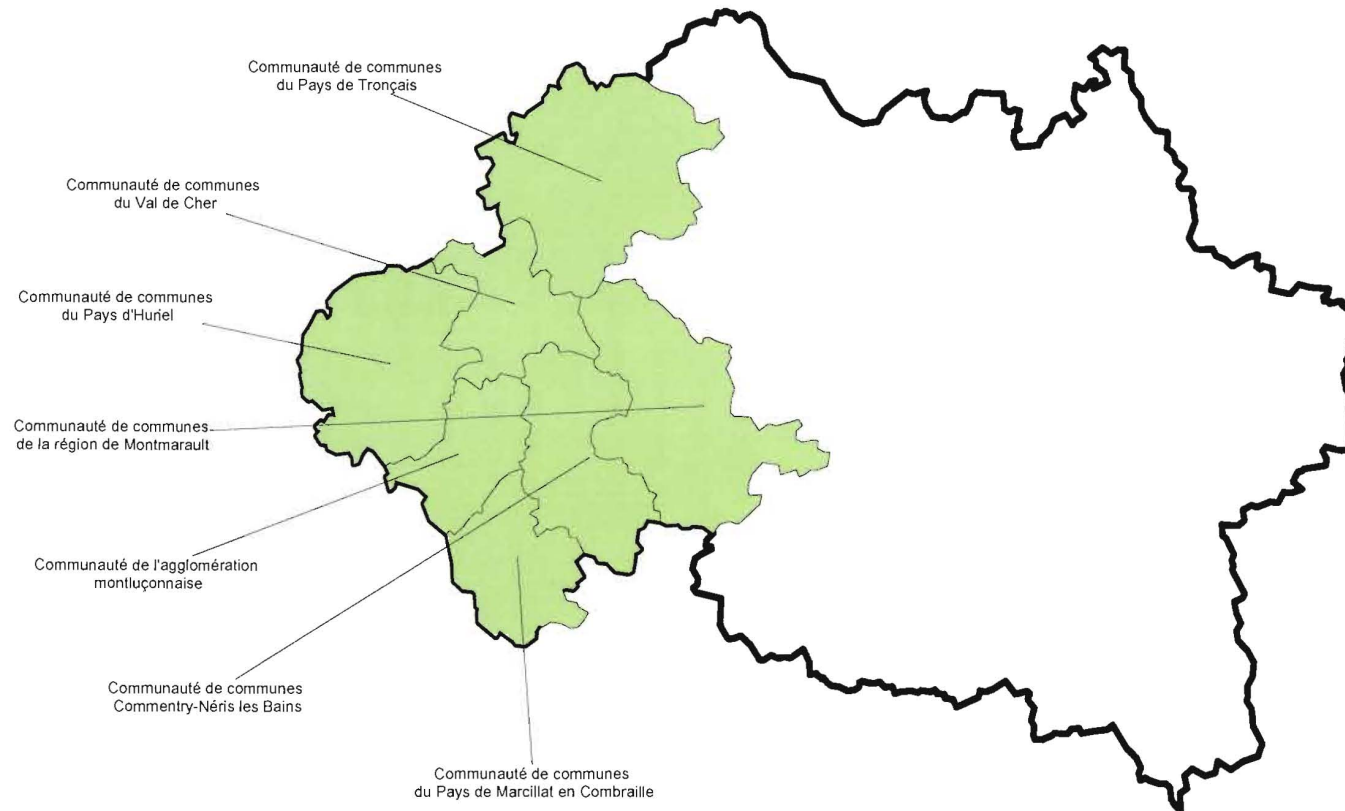 Communauté de communes
du Pays de Tronçais
Communauté de communes
du Val de Cher
Communauté de communes
du Pays d'Huriel
Communauté de communes
de la région de Montmarault
Communauté de l'agglomération
montluçonnaise
Communauté de communes
Commentry-Néris les Bains
Communauté de communes
du Pays de Marcillat en Combraille